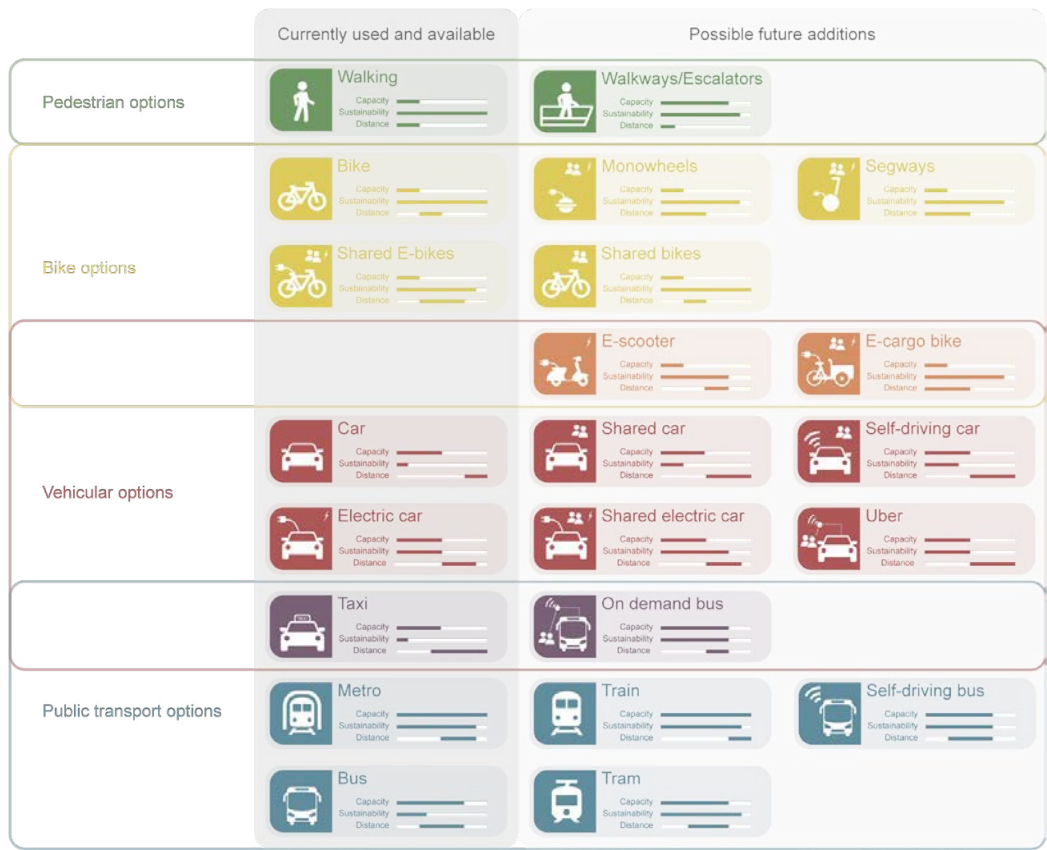 Currently used and available
Possible future additions
Pedestrian options
Walking
Capacity
Sustainability
Distance
Walkways/Escalators
Capacity
Sustainability
Distance
Bike options
Bike
Capacity
Sustainability
Distance
Monowheels
Capacity
Sustainability
Distance
Segways
Capacity
Sustainability
Distance
Shared E-bikes
Capacity
Sustainability
Distance
Shared bikes
Capacity
Sustainability
Distance
E-scooter
Capacity
Sustainability
Distance
E-cargo bike
Capacity
Sustainability
Distance
Vehicular options
Car
Capacity
Sustainability
Distance
Shared car
Capacity
Sustainability
Distance
Self-driving car
Capacity
Sustainability
Distance
Electric car
Capacity
Sustainability
Distance
Shared electric car
Capacity
Sustainability
Distance
Uber
Capacity
Sustainability
Distance
Taxi
Capacity
Sustainability
Distance
On demand bus
Capacity
Sustainability
Distance
Public transport options
Metro
Capacity
Sustainability
Distance
Train
Capacity
Sustainability
Distance
Self-driving bus
Capacity
Sustainability
Distance
Bus
Capacity
Sustainability
Distance
Tram
Capacity
Sustainability
Distance